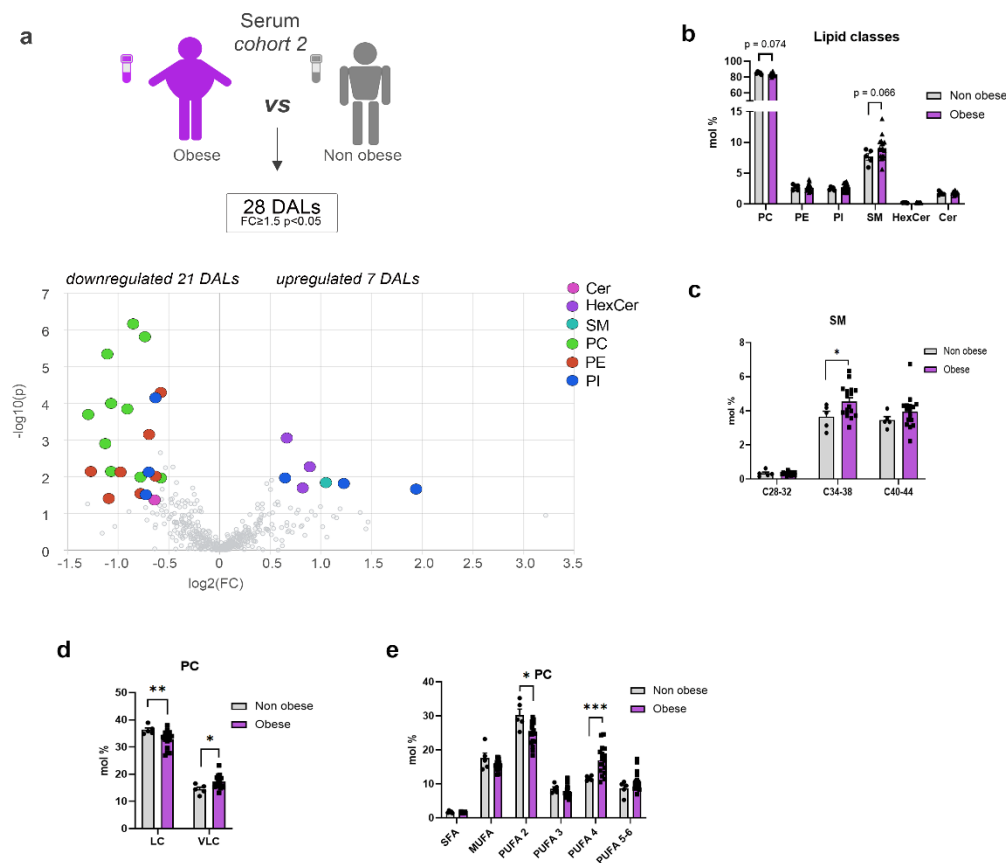 a
Serum
cohort 2
vs
Obese
Non obese
28 DALs
FC≥1.5 p<0.05
downregulated 21 DALs
upregulated 7 DALs
7
6
5
4
3
2
1
0
-log10(p)
-1.5
-1.0
-0.5
0
0.5
1.0
1.5
2.0
2.5
3.0
3.5
log2(FC)
Cer
HexCer
SM
PC
PE
PI
b
Lipid classes
p = 0.074
p = 0.066
Non obese
Obese
mol %
100
80
60
15
10
5
0
PC
PE
PI
SM
HexCer
Cer
c
SM
*
Non obese
Obese
mol %
8
6
4
2
0
C28-32
C34-38
C40-44
d
PC
**
*
Non obese
Obese
mol %
50
40
30
20
10
0
LC
VLC
e
PC
*
***
Non obese
Obese
mol %
40
30
20
10
0
SFA
MUFA
PUFA 2
PUFA 3
PUFA 4
PUFA 5-6